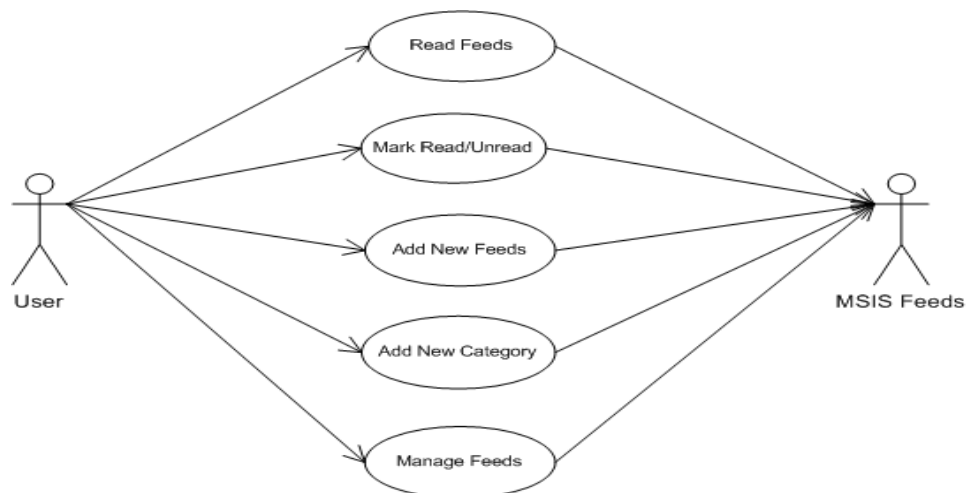 Read Feeds
Mark Read/Unread
Add New Feeds
User
MSIS Feeds
Add New Category
Manage Feeds